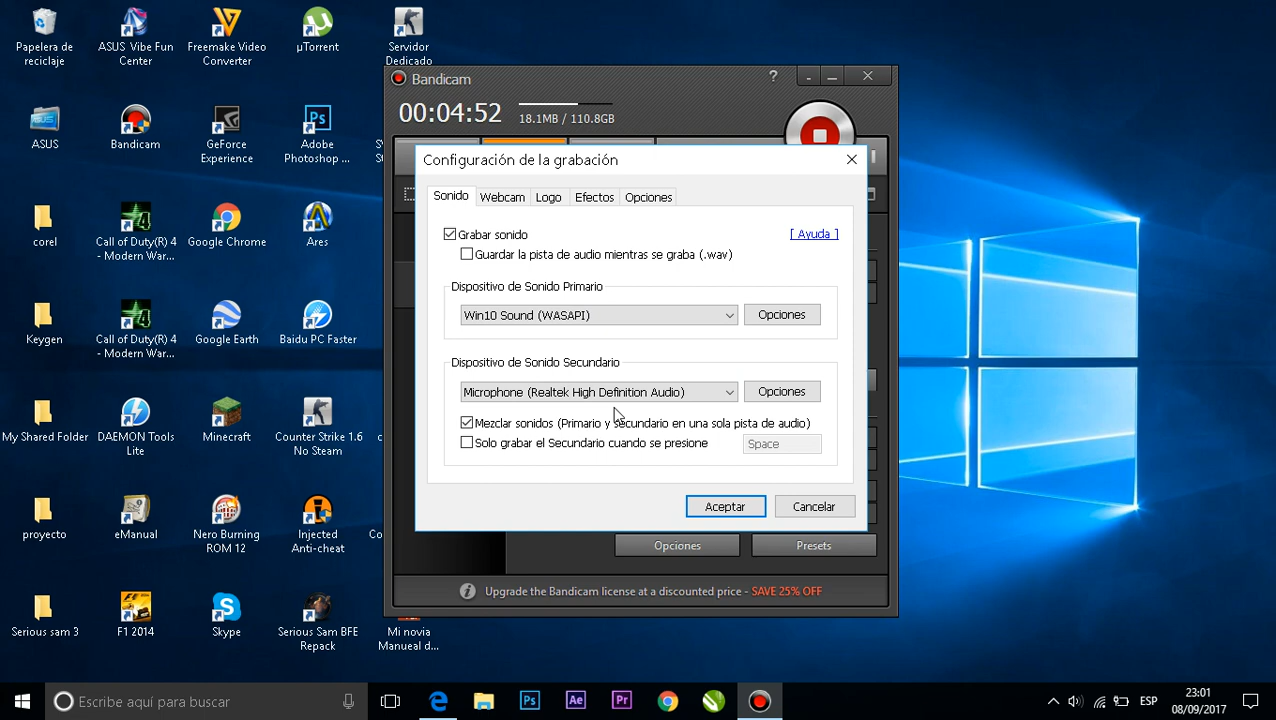 Papelera de
reciclaje
ASUS Vibe Fun
Center
Freemake Video
Converter
µTorrent
Servidor
Dedicado
ASUS
Bandicam
GeForce
Experience
Adobe
Photoshop ...
corel
Call of Duty(R) 4
- Modern War...
Google Chrome
Ares
Keygen
Call of Duty(R) 4
- Modern War...
Google Earth
Baidu PC Faster
My Shared Folder
DAEMON Tools
Lite
Minecraft
Counter Strike 1.6
No Steam
proyecto
eManual
Nero Burning
ROM 12
Injected
Anti-cheat
Serious sam 3
F1 2014
Skype
Serious Sam BFE
Repack
Mi novia
Manueal d...
Bandicam
?
00:04:52
18.1MB / 110.8GB
Configuración de la grabación
Sonido
Webcam
Logo
Efectos
Opciones
Grabar sonido
[ Ayuda ]
Guardar la pista de audio mientras se graba (.wav)
Dispositivo de Sonido Primario
Win10 Sound (WASAPI)
Opciones
Dispositivo de Sonido Secundario
Microphone (Realtek High Definition Audio)
Opciones
Mezclar sonidos (Primario y secundario en una sola pista de audio)
Solo grabar el Secundario cuando se presione
Space
Aceptar
Cancelar
Opciones
Presets
Upgrade the Bandicam license at a discounted price - SAVE 25% OFF
Escribe aquí para buscar
Ps
Ae
Pr
ESP
23:01
08/09/2017